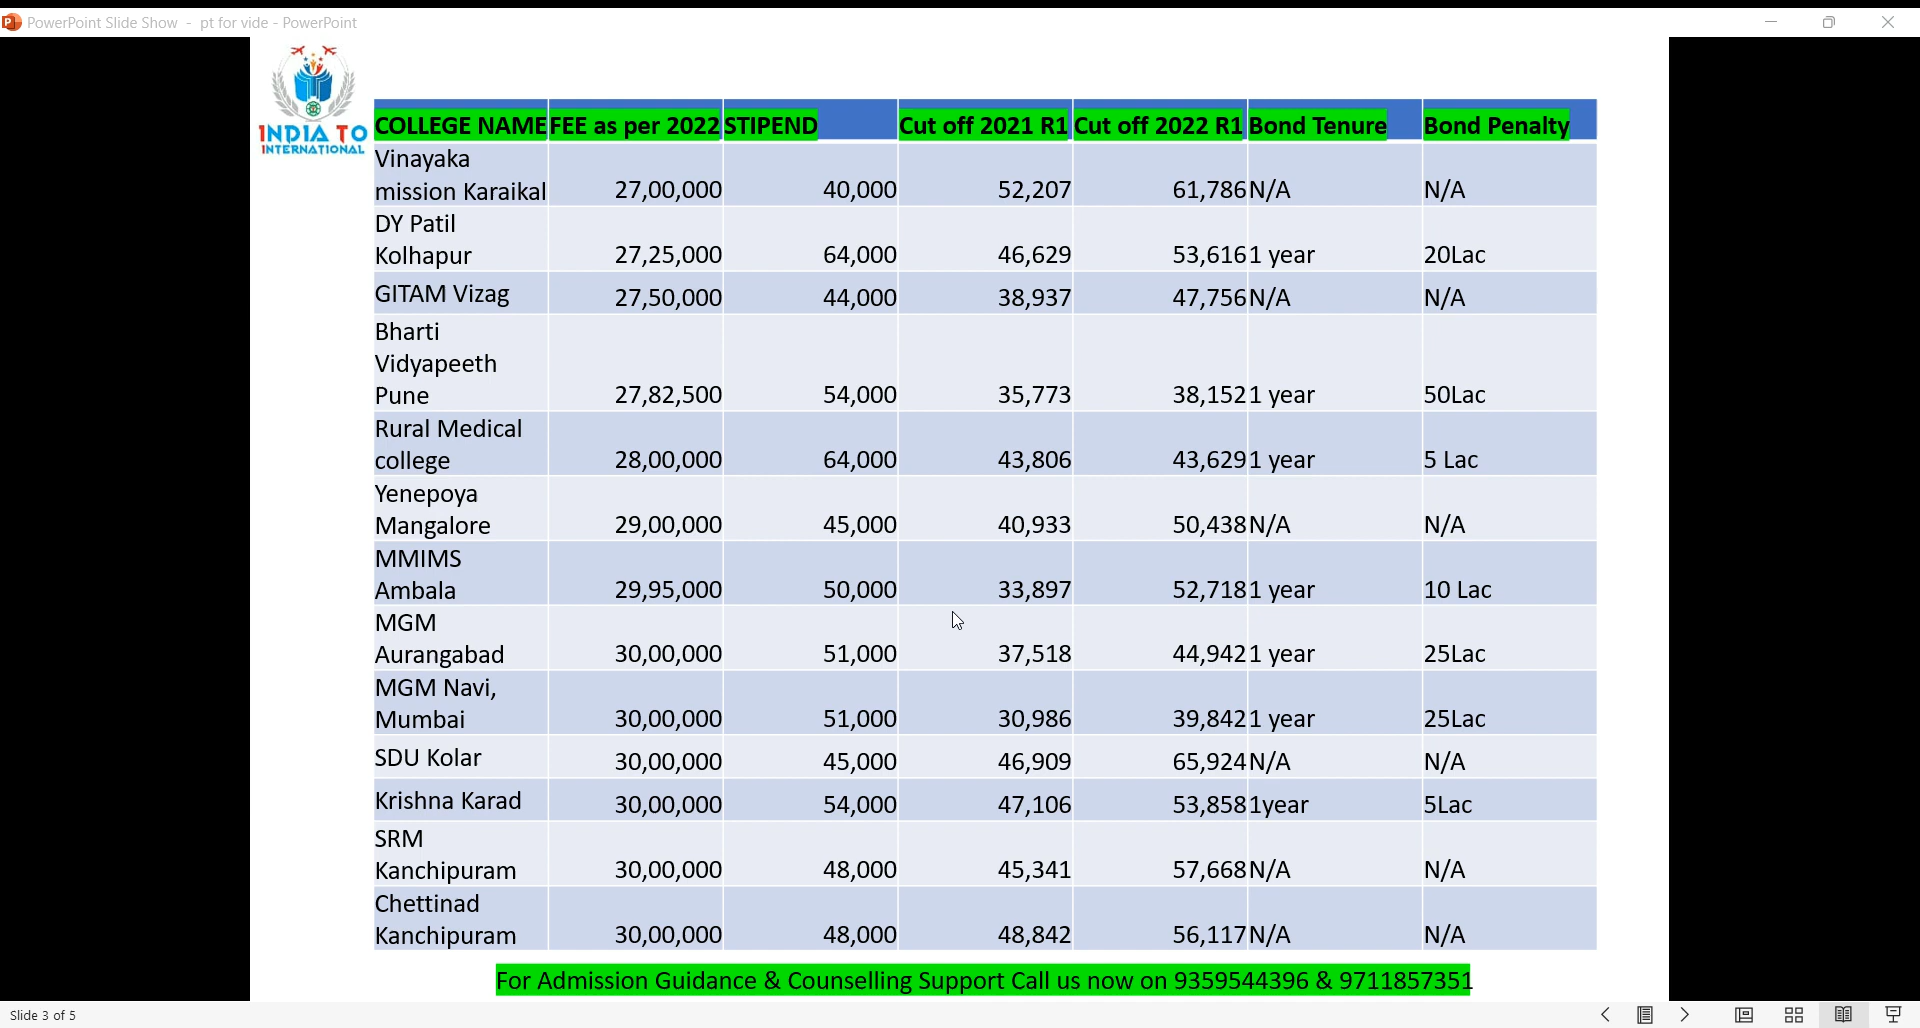 PowerPoint Slide Show - pt for vide - PowerPoint
INDIA TO
INTERNATIONAL
COLLEGE NAME FEE as per 2022 STIPEND Cut off 2021 R1 Cut off 2022 R1 Bond Tenure Bond Penalty
Vinayaka
mission Karaikal 27,00,000 40,000 52,207 61,786 N/A N/A
DY Patil
Kolhapur 27,25,000 64,000 46,629 53,616 1 year 20Lac
GITAM Vizag 27,50,000 44,000 38,937 47,756 N/A N/A
Bharti
Vidyapeeth
Pune 27,82,500 54,000 35,773 38,152 1 year 50Lac
Rural Medical
college 28,00,000 64,000 43,806 43,629 1 year 5 Lac
Yenepoya
Mangalore 29,00,000 45,000 40,933 50,438 N/A N/A
MMIMS
Ambala 29,95,000 50,000 33,897 52,718 1 year 10 Lac
MGM
Aurangabad 30,00,000 51,000 37,518 44,942 1 year 25Lac
MGM Navi,
Mumbai 30,00,000 51,000 30,986 39,842 1 year 25Lac
SDU Kolar 30,00,000 45,000 46,909 65,924 N/A N/A
Krishna Karad 30,00,000 54,000 47,106 53,858 1year 5Lac
SRM
Kanchipuram 30,00,000 48,000 45,341 57,668 N/A N/A
Chettinad
Kanchipuram 30,00,000 48,000 48,842 56,117 N/A N/A
For Admission Guidance & Counselling Support Call us now on 9359544396 & 9711857351
Slide 3 of 5